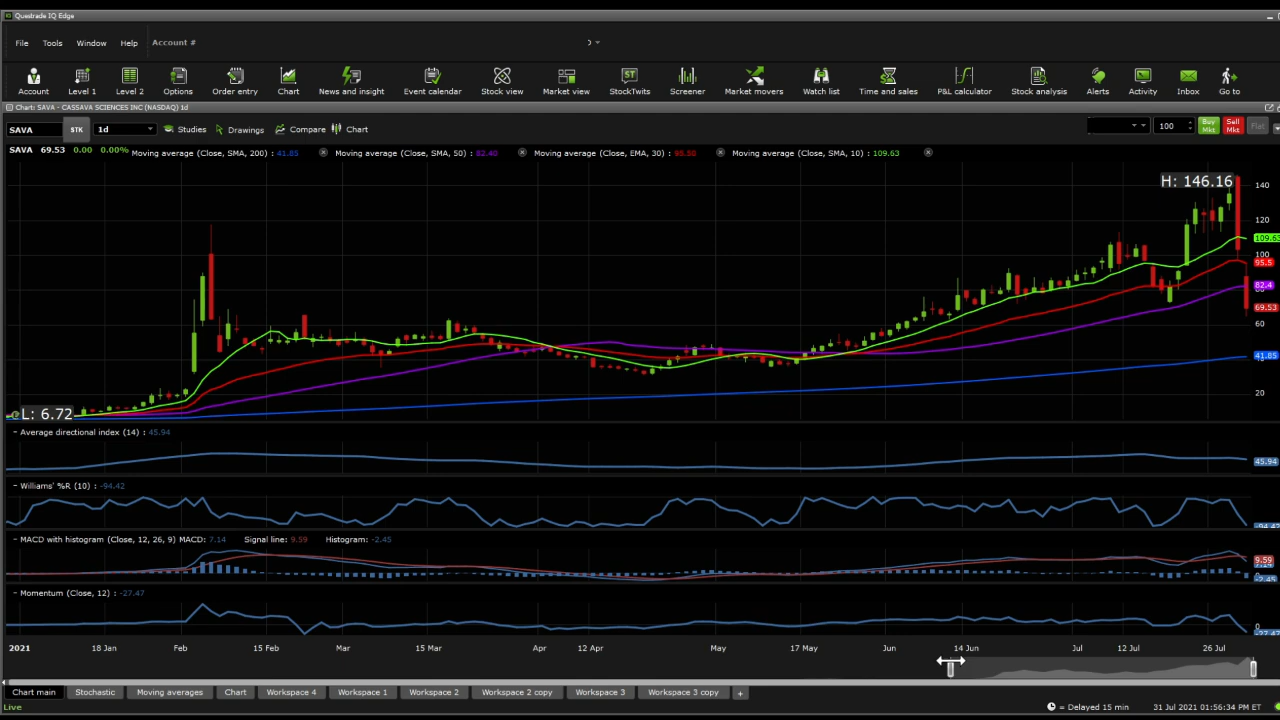 Questrade IQ Edge
File Tools Window Help Account #
Account Level 1 Level 2 Options Order entry Chart News and insight Event calendar Stock view Market view StockTwits Screener Market movers Watch list Time and sales P&L calculator Stock analysis Alerts Activity Inbox Go to
Chart: SAVA - CASSAVA SCIENCES INC (NASDAQ) 1d
SAVA STK 1d Studies Drawings Compare Chart 100 Buy Mkt Sell Mkt Flat
SAVA 69.53 0.00 0.00% Moving average (Close, SMA, 200) : 41.85 Moving average (Close, SMA, 50) : 82.40 Moving average (Close, EMA, 30) : 95.50 Moving average (Close, SMA, 10) : 109.63
H: 146.16
140
120
109.63
100
95.5
82.4
69.53
60
41.85
20
L: 6.72
Average directional index (14) : 45.94
45.94
Williams' %R (10) : -94.42
-94.42
MACD with histogram (Close, 12, 26, 9) MACD: 7.14 Signal line: 9.59 Histogram: -2.45
9.59
-2.45
Momentum (Close, 12) : -27.47
0
-27.47
2021 18 Jan Feb 15 Feb Mar 15 Mar Apr 12 Apr May 17 May Jun 14 Jun Jul 12 Jul 26 Jul
Chart main Stochastic Moving averages Chart Workspace 4 Workspace 1 Workspace 2 Workspace 2 copy Workspace 3 Workspace 3 copy +
Live = Delayed 15 min 31 Jul 2021 01:56:34 PM ET